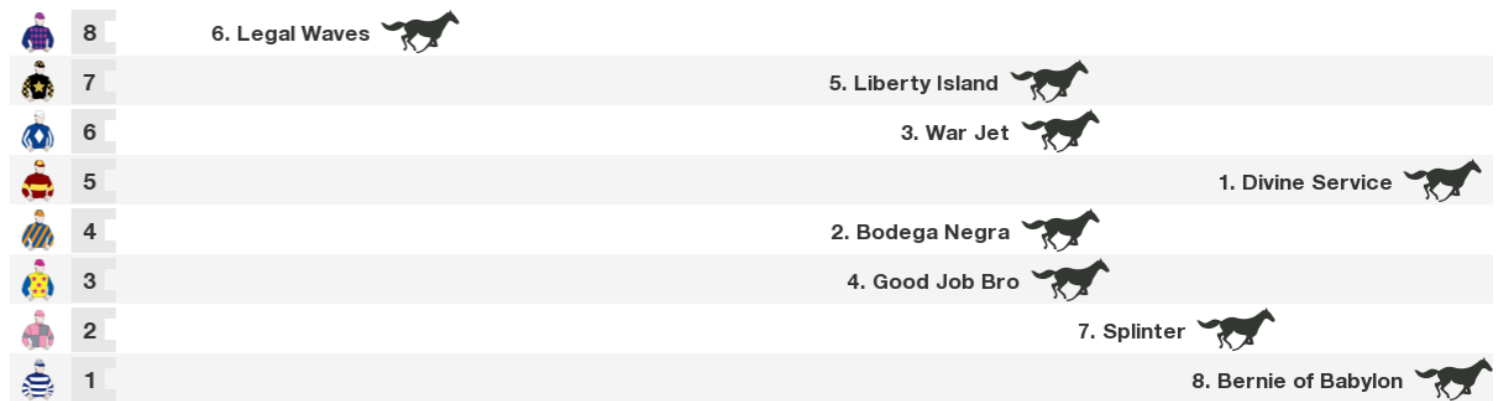 8 6. Legal Waves
7 5. Liberty Island
6 3. War Jet
5 1. Divine Service
4 2. Bodega Negra
3 4. Good Job Bro
2 7. Splinter
1 8. Bernie of Babylon